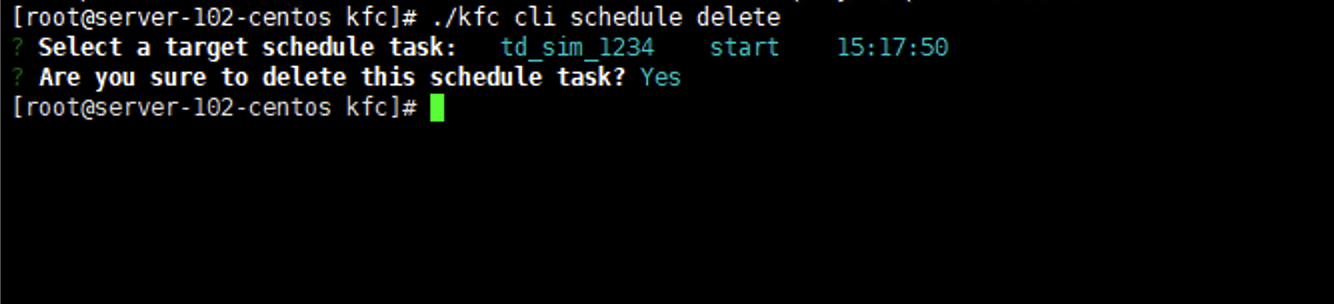 [root@server-102-centos kfc]# ./kfc cli schedule delete
? Select a target schedule task: td_sim_1234 start 15:17:50
? Are you sure to delete this schedule task? Yes
[root@server-102-centos kfc]#